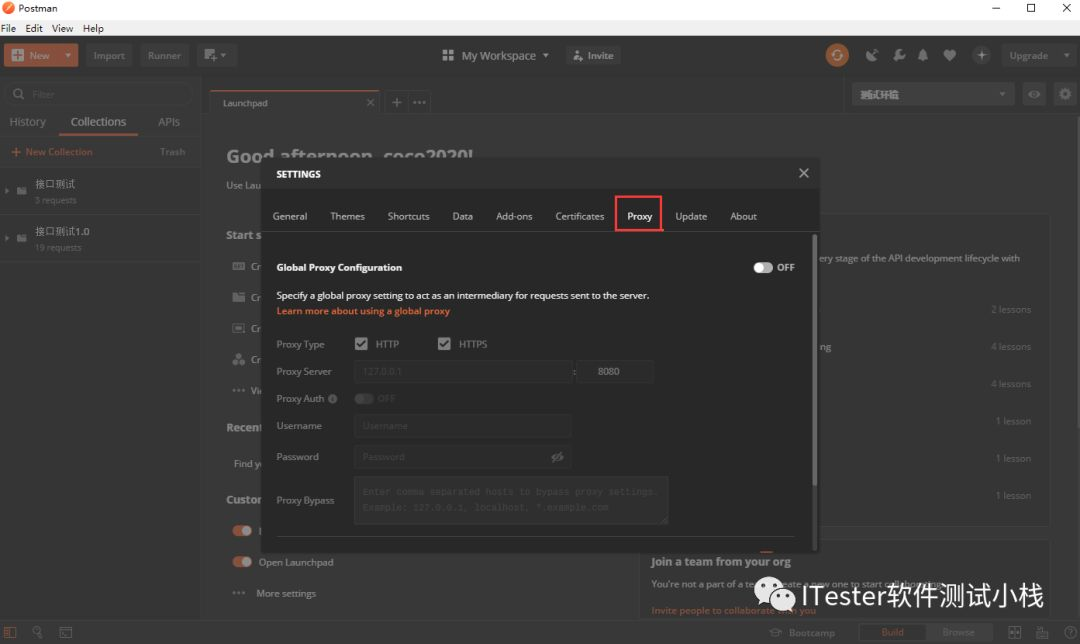 Postman
File Edit View Help
New Import Runner My Workspace Invite Upgrade
Filter
Launchpad
测试环境
History Collections APIs
New Collection Trash
接口测试
3 requests
接口测试1.0
19 requests
Good afternoon, coco2020!
Use Lau
Start s
Cr
Cr
Cr
Cr
Vi
Recent
Find yo
Custom
Open Launchpad
More settings
SETTINGS
General Themes Shortcuts Data Add-ons Certificates Proxy Update About
Global Proxy Configuration OFF
Specify a global proxy setting to act as an intermediary for requests sent to the server.
Learn more about using a global proxy
Proxy Type HTTP HTTPS
Proxy Server 127.0.0.1 : 8080
Proxy Auth OFF
Username Username
Password Password
Proxy Bypass Enter comma separated hosts to bypass proxy settings.
Example: 127.0.0.1, localhost, *.example.com
ery stage of the API development lifecycle with
2 lessons
ng 4 lessons
4 lessons
1 lesson
1 lesson
1 lesson
Join a team from your org
You're not a part of a te
eate a new one to start collaborating
Invite people to collaborate with you
ITester软件测试小栈
Bootcamp Build Browse